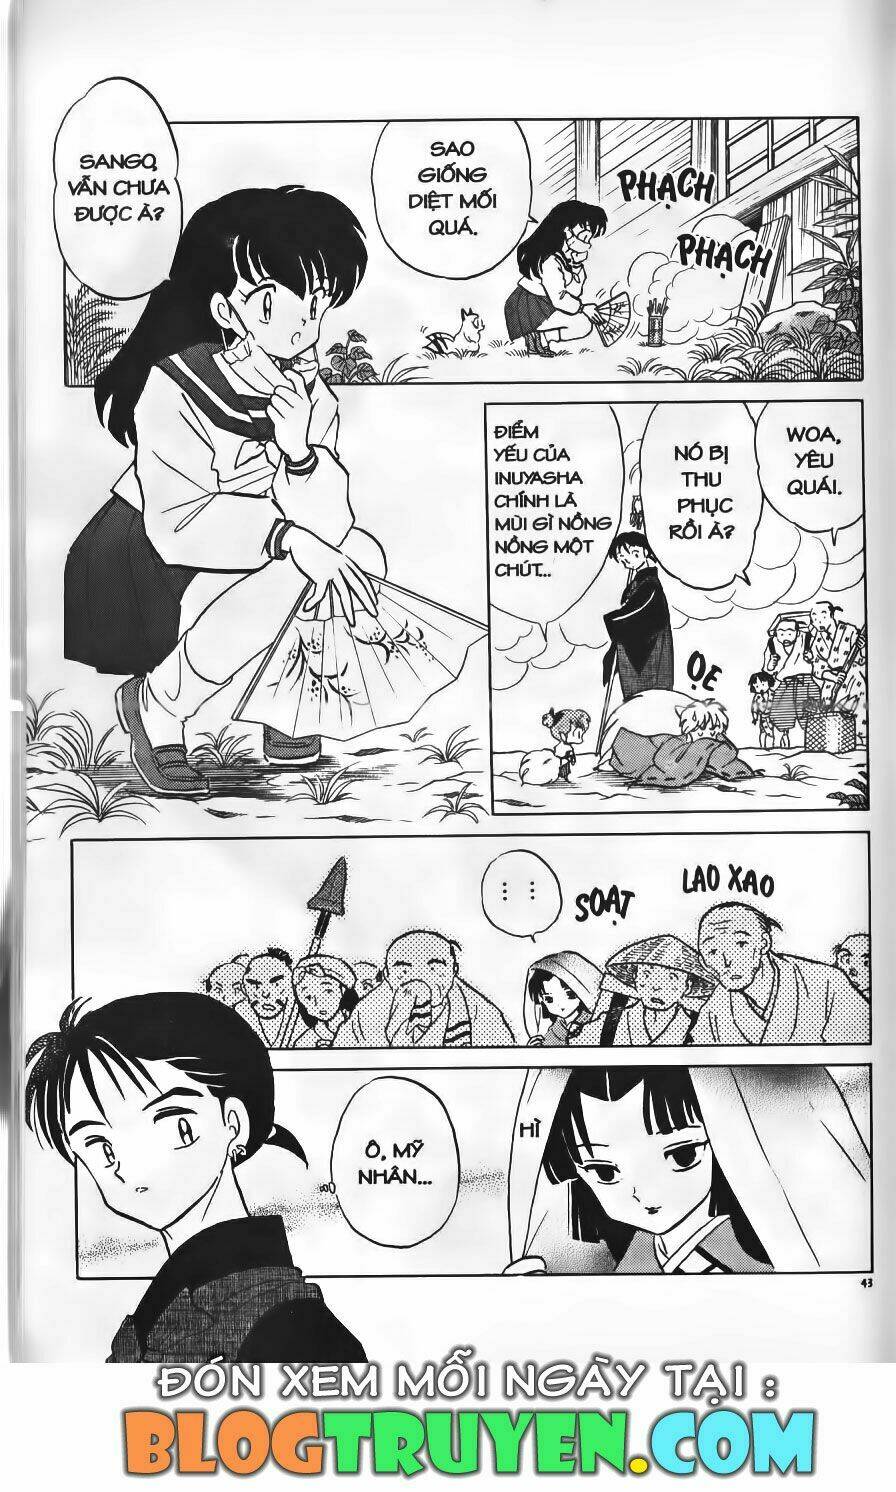 SANGO,
VẪN CHƯA
ĐƯỢC À?
SAO
GIỐNG
DIỆT MỐI
QUÁ.
PHẠCH
PHẠCH
ĐIỂM
YẾU CỦA
INUYASHA
CHÍNH LÀ
MÙI GÌ NỒNG
NỒNG MỘT
CHÚT...
NÓ BỊ
THU
PHỤC
RỒI À?
WOA,
YÊU
QUÁI.
ỌE
... ...
SOẠT
LAO XAO
Ô, MỸ
NHÂN...
HÌ
43
ĐÓN XEM MỖI NGÀY TẠI :
BLOGTRUYEN.COM